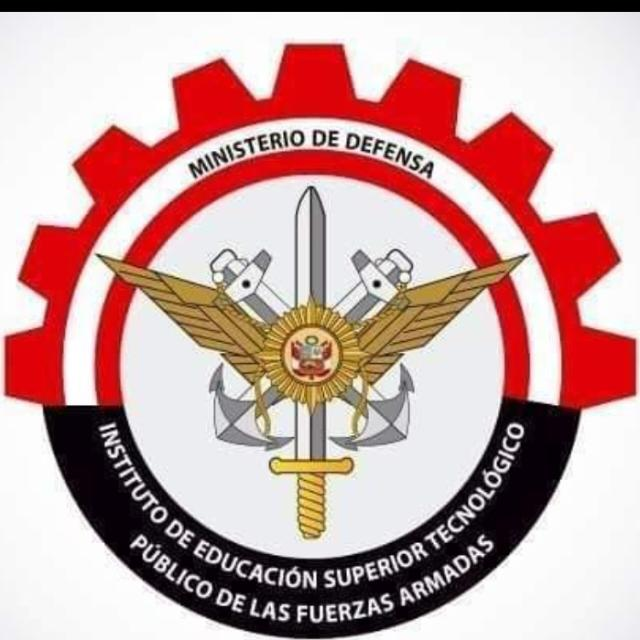 MINISTERIO DE DEFENSA
INSTITUTO DE EDUCACIÓN SUPERIOR TECNOLÓGICO
PÚBLICO DE LAS FUERZAS ARMADAS